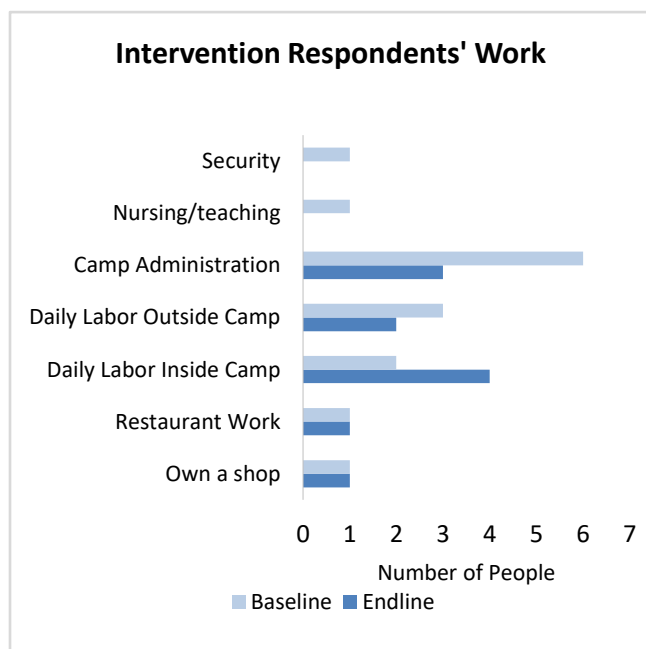 Intervention Respondents' Work
Security
Nursing/teaching
Camp Administration
Daily Labor Outside Camp
Daily Labor Inside Camp
Restaurant Work
Own a shop
0 1 2 3 4 5 6 7
Number of People
Baseline Endline